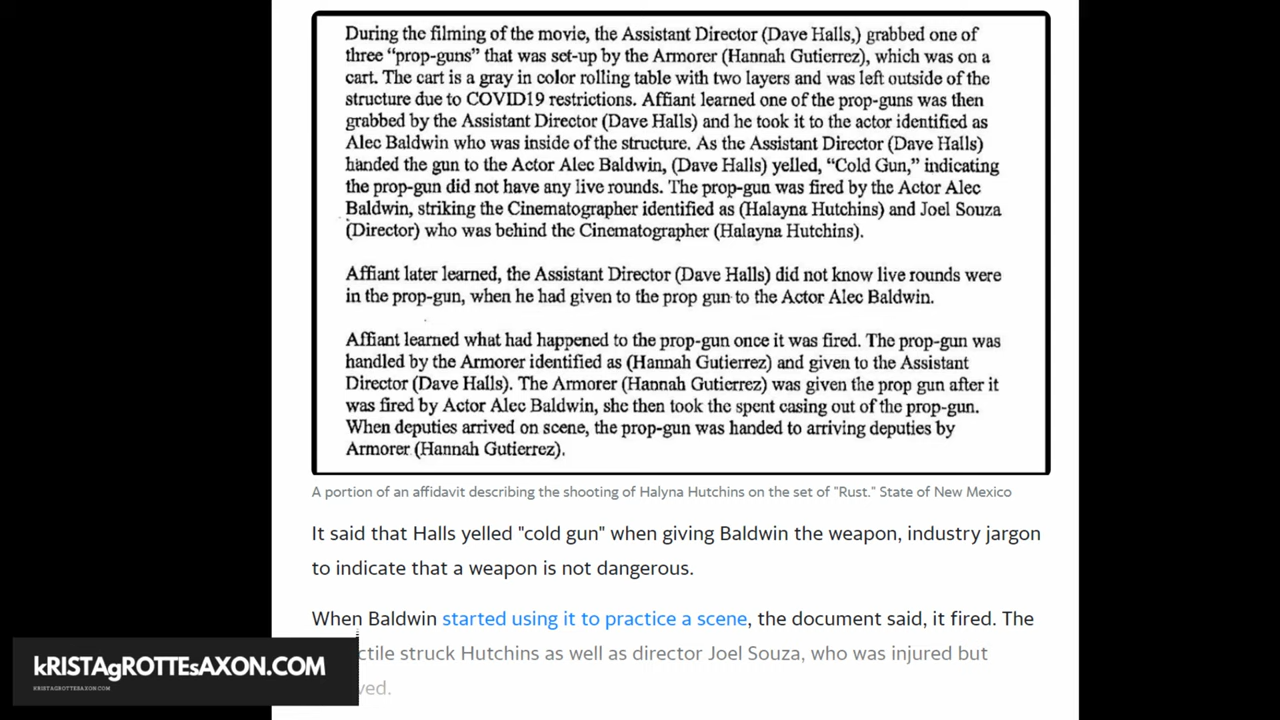 During the filming of the movie, the Assistant Director (Dave Halls,) grabbed one of
three “prop-guns” that was set-up by the Armorer (Hannah Gutierrez), which was on a
cart. The cart is a gray in color rolling table with two layers and was left outside of the
structure due to COVID19 restrictions. Affiant learned one of the prop-guns was then
grabbed by the Assistant Director (Dave Halls) and he took it to the actor identified as
Alec Baldwin who was inside of the structure. As the Assistant Director (Dave Halls)
handed the gun to the Actor Alec Baldwin, (Dave Halls) yelled, “Cold Gun,” indicating
the prop-gun did not have any live rounds. The prop-gun was fired by the Actor Alec
Baldwin, striking the Cinematographer identified as (Halayna Hutchins) and Joel Souza
(Director) who was behind the Cinematographer (Halayna Hutchins).
Affiant later learned, the Assistant Director (Dave Halls) did not know live rounds were
in the prop-gun, when he had given to the prop gun to the Actor Alec Baldwin.
Affiant learned what had happened to the prop-gun once it was fired. The prop-gun was
handled by the Armorer identified as (Hannah Gutierrez) and given to the Assistant
Director (Dave Halls). The Armorer (Hannah Gutierrez) was given the prop gun after it
was fired by Actor Alec Baldwin, she then took the spent casing out of the prop-gun.
When deputies arrived on scene, the prop-gun was handed to arriving deputies by
Armorer (Hannah Gutierrez).
A portion of an affidavit describing the shooting of Halyna Hutchins on the set of "Rust." State of New Mexico
It said that Halls yelled "cold gun" when giving Baldwin the weapon, industry jargon
to indicate that a weapon is not dangerous.
When Baldwin started using it to practice a scene, the document said, it fired. The
ctile struck Hutchins as well as director Joel Souza, who was injured but
ved.
kRISTAgROTTEsAXON.COM
KRISTAGROTTESAXON.COM